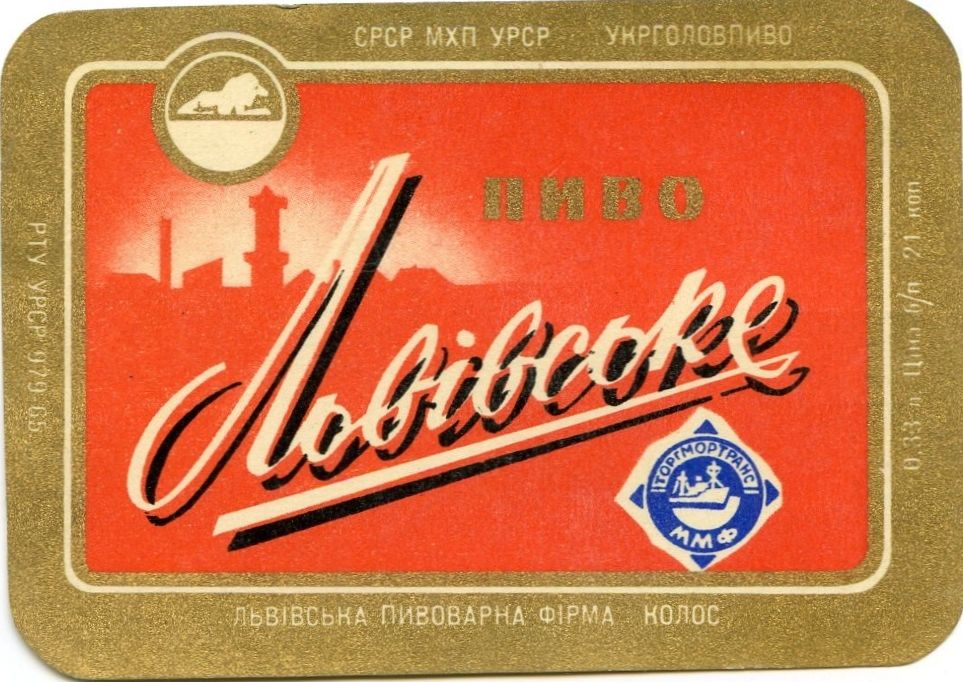 СРСР МХП УРСР УКРГОЛОВПИВО
ПИВО
Львівське
РТУ УРСР 979-65
0,33 л. Ціна б/п 21 коп
ТОРГМОРТРАНС
ММФ
ЛЬВІВСЬКА ПИВОВАРНА ФІРМА КОЛОС